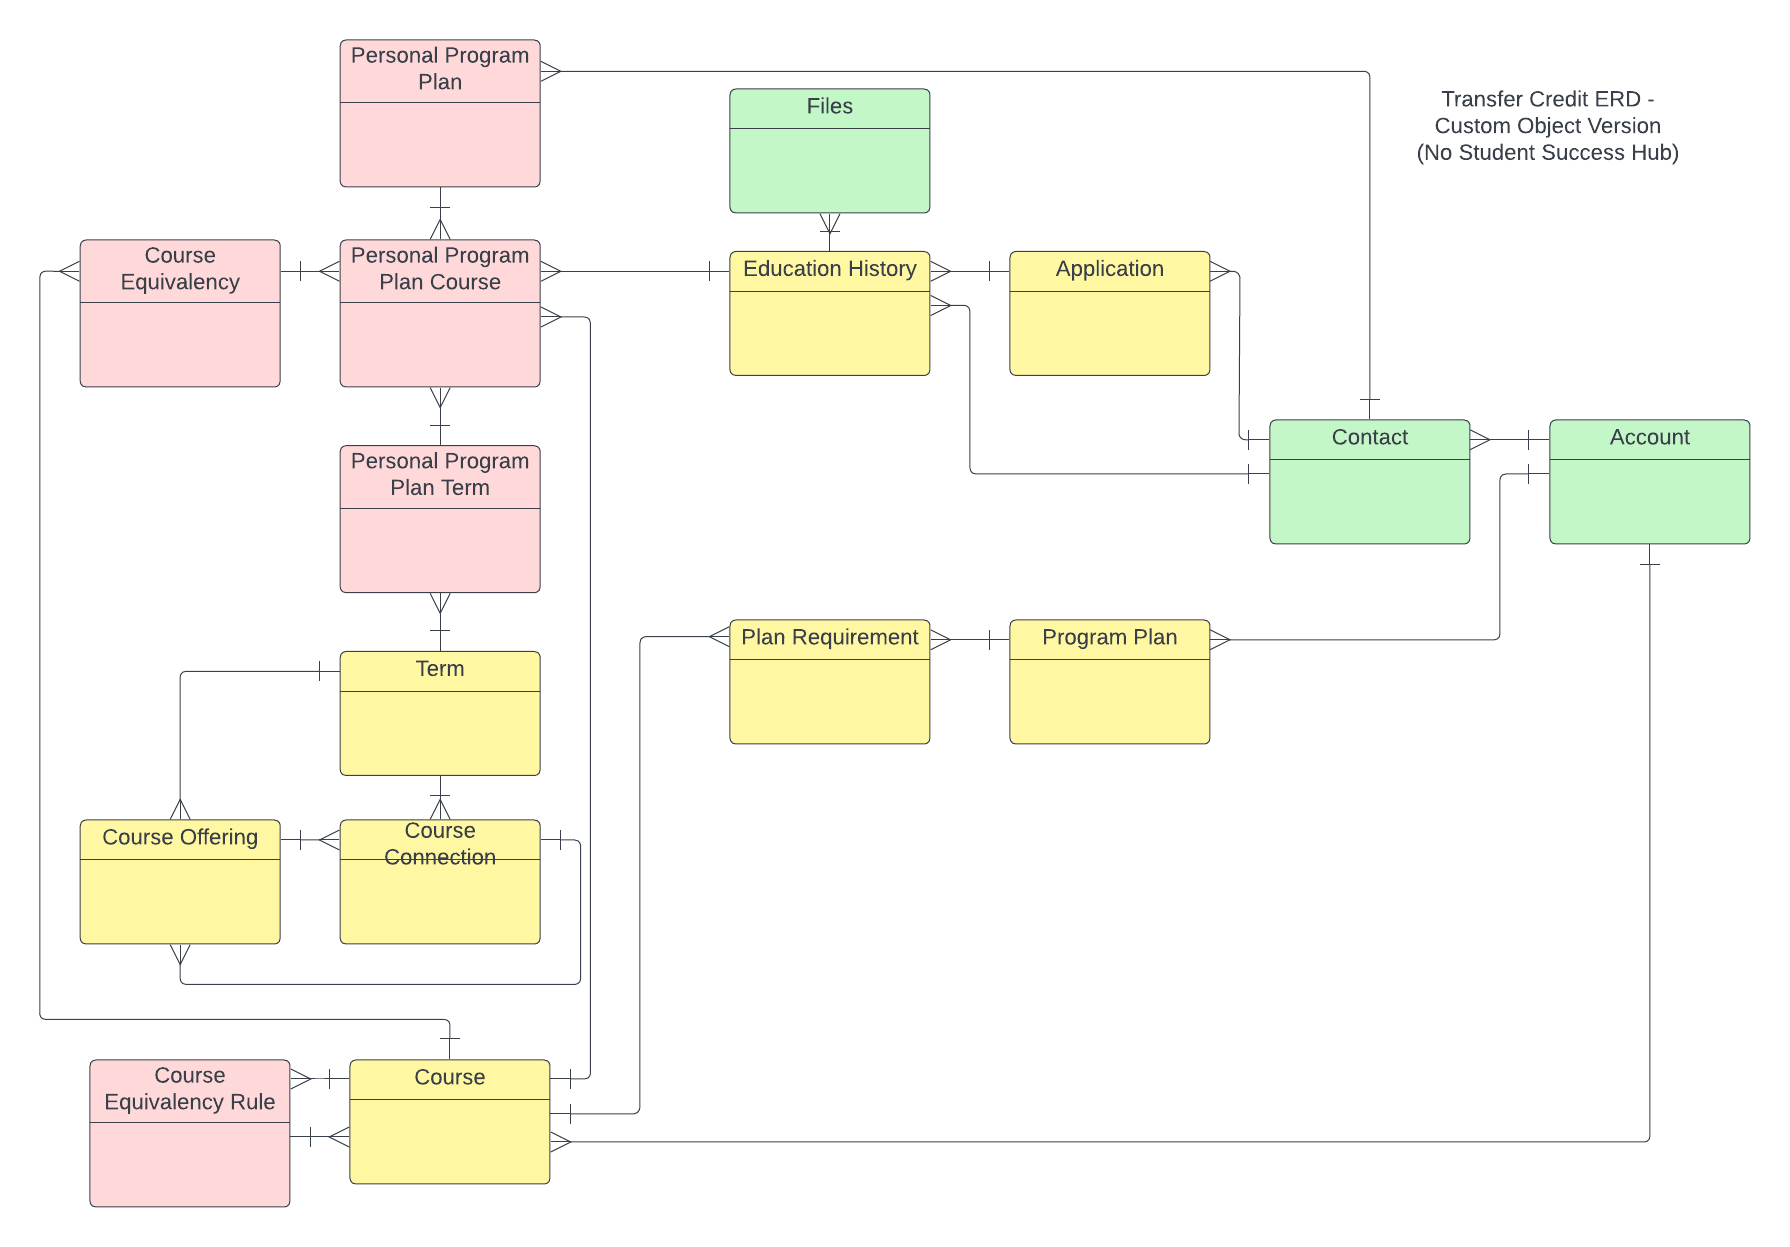 Personal Program
Plan
Files
Transfer Credit ERD -
Custom Object Version
(No Student Success Hub)
Course
Equivalency
Personal Program
Plan Course
Education History
Application
Contact
Account
Personal Program
Plan Term
Plan Requirement
Program Plan
Term
Course Offering
Course
Connection
Course
Equivalency Rule
Course